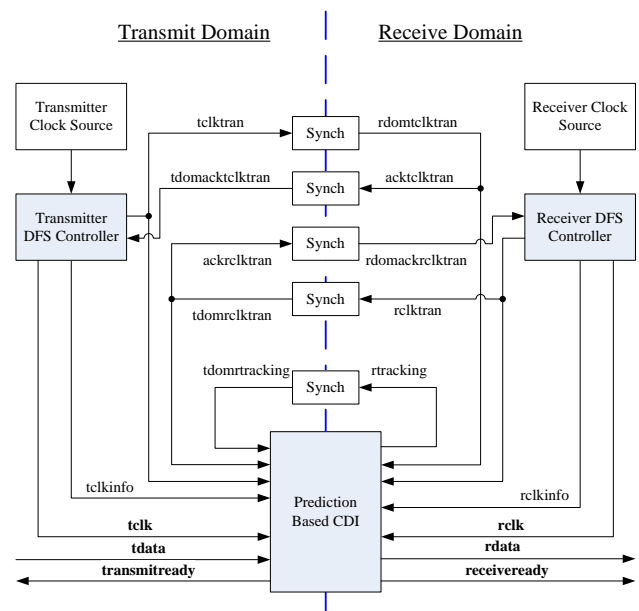 Transmit Domain
Receive Domain
Transmitter
Clock Source
Receiver Clock
Source
tclktran
Synch
rdomtclktran
tdomacktclktran
Synch
acktclktran
Transmitter
DFS Controller
Receiver DFS
Controller
ackrclktran
Synch
rdomackrclktran
tdomrclktran
Synch
rclktran
tdomrtracking
Synch
rtracking
tclkinfo
Prediction
Based CDI
rclkinfo
tclk
rclk
tdata
rdata
transmitready
receiveready